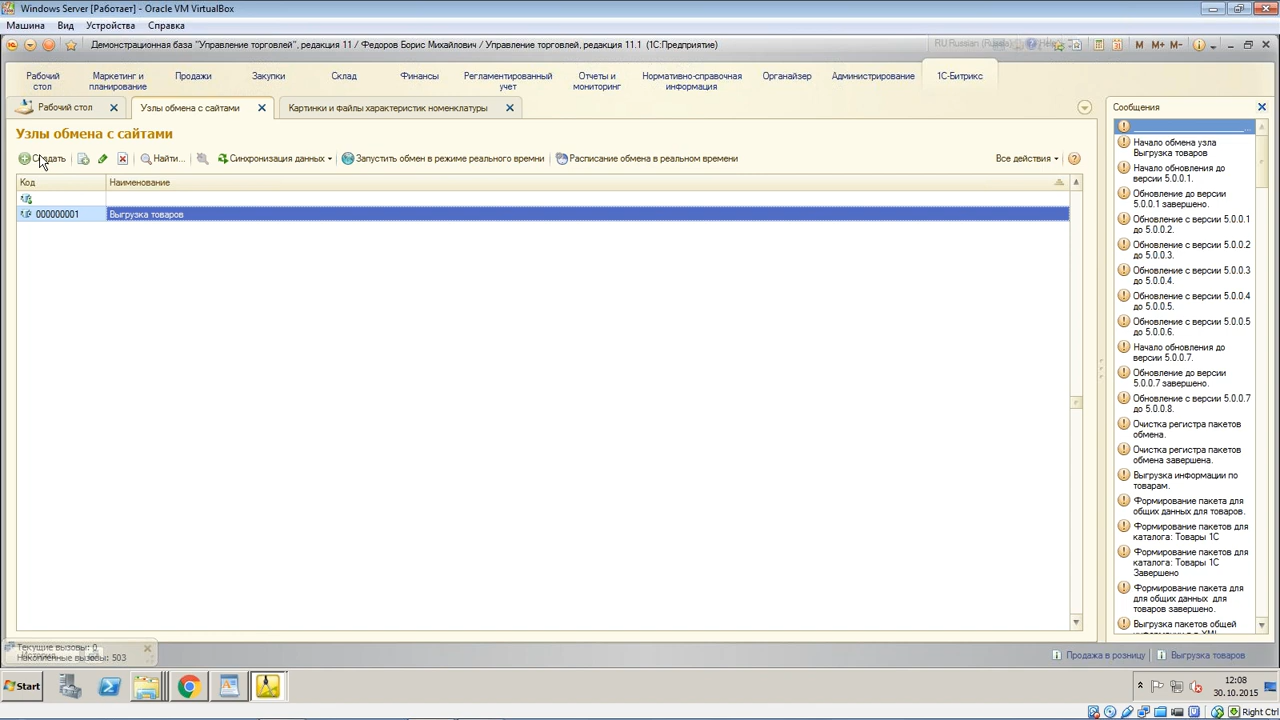 Windows Server [Работает] - Oracle VM VirtualBox
Машина Вид Устройства Справка
Демонстрационная база "Управление торговлей", редакция 11 / Федоров Борис Михайлович / Управление торговлей, редакция 11.1 (1С:Предприятие)
RU Russian (Russia) Help
M M+ M-
Рабочий стол
Маркетинг и планирование
Продажи
Закупки
Склад
Финансы
Регламентированный учет
Отчеты и мониторинг
Нормативно-справочная информация
Органайзер
Администрирование
1С-Битрикс
Рабочий стол
Узлы обмена с сайтами
Картинки и файлы характеристик номенклатуры
Узлы обмена с сайтами
Создать
Найти...
Синхронизация данных
Запустить обмен в режиме реального времни
Расписание обмена в реальном времени
Все действия
Код Наименование
000000001 Выгрузка товаров
Сообщения
Начало обмена узла
Выгрузка товаров
Начало обновления до
версии 5.0.0.1.
Обновление до версии
5.0.0.1 завершено.
Обновление с версии 5.0.0.1
до 5.0.0.2.
Обновление с версии 5.0.0.2
до 5.0.0.3.
Обновление с версии 5.0.0.3
до 5.0.0.4.
Обновление с версии 5.0.0.4
до 5.0.0.5.
Обновление с версии 5.0.0.5
до 5.0.0.6.
Начало обновления до
версии 5.0.0.7.
Обновление до версии
5.0.0.7 завершено.
Обновление с версии 5.0.0.7
до 5.0.0.8.
Очистка регистра пакетов
обмена.
Очистка регистра пакетов
обмена завершена.
Выгрузка информации по
товарам.
Формирование пакета для
общих данных для товаров.
Формирование пакетов для
каталога: Товары 1С
Формирование пакетов для
каталога: Товары 1С
Завершено
Формирование пакета для
для общих данных для
товаров завершено.
Выгрузка пакетов общей
Текущие вызовы: 0
Накопленные вызовы: 503
Продажа в розницу
Выгрузка товаров
Start
12:08
30.10.2015
Right Ctrl